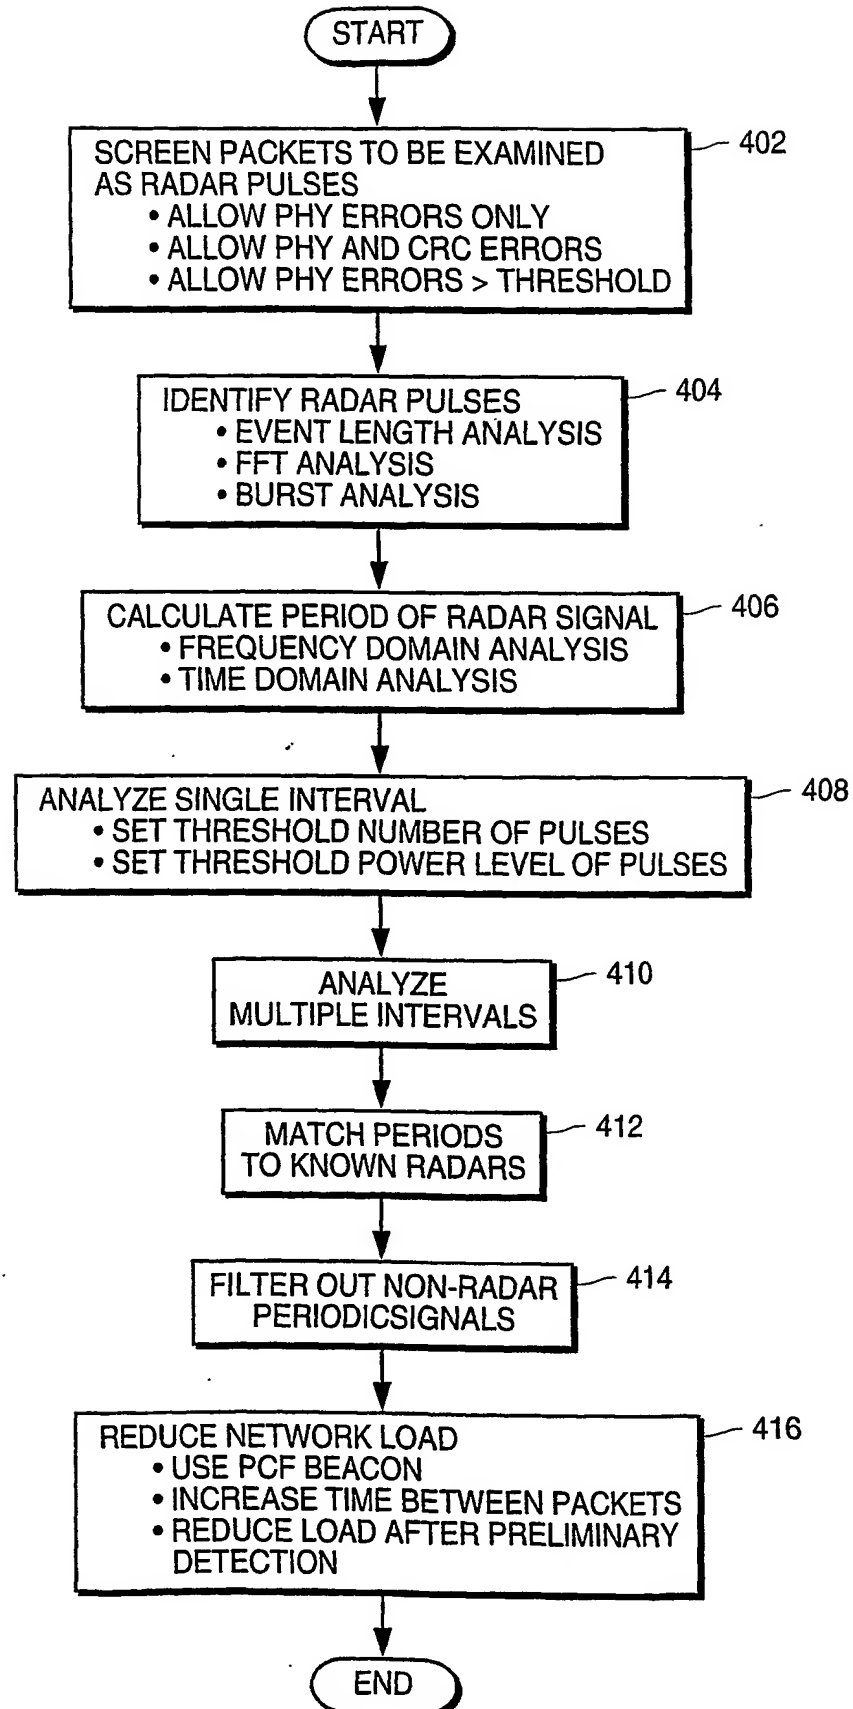 START
402
SCREEN PACKETS TO BE EXAMINED
AS RADAR PULSES
• ALLOW PHY ERRORS ONLY
• ALLOW PHY AND CRC ERRORS
• ALLOW PHY ERRORS > THRESHOLD
404
IDENTIFY RADAR PULSES
• EVENT LENGTH ANALYSIS
• FFT ANALYSIS
• BURST ANALYSIS
406
CALCULATE PERIOD OF RADAR SIGNAL
• FREQUENCY DOMAIN ANALYSIS
• TIME DOMAIN ANALYSIS
408
ANALYZE SINGLE INTERVAL
• SET THRESHOLD NUMBER OF PULSES
• SET THRESHOLD POWER LEVEL OF PULSES
410
ANALYZE
MULTIPLE INTERVALS
412
MATCH PERIODS
TO KNOWN RADARS
414
FILTER OUT NON-RADAR
PERIODICSIGNALS
416
REDUCE NETWORK LOAD
• USE PCF BEACON
• INCREASE TIME BETWEEN PACKETS
• REDUCE LOAD AFTER PRELIMINARY
DETECTION
END